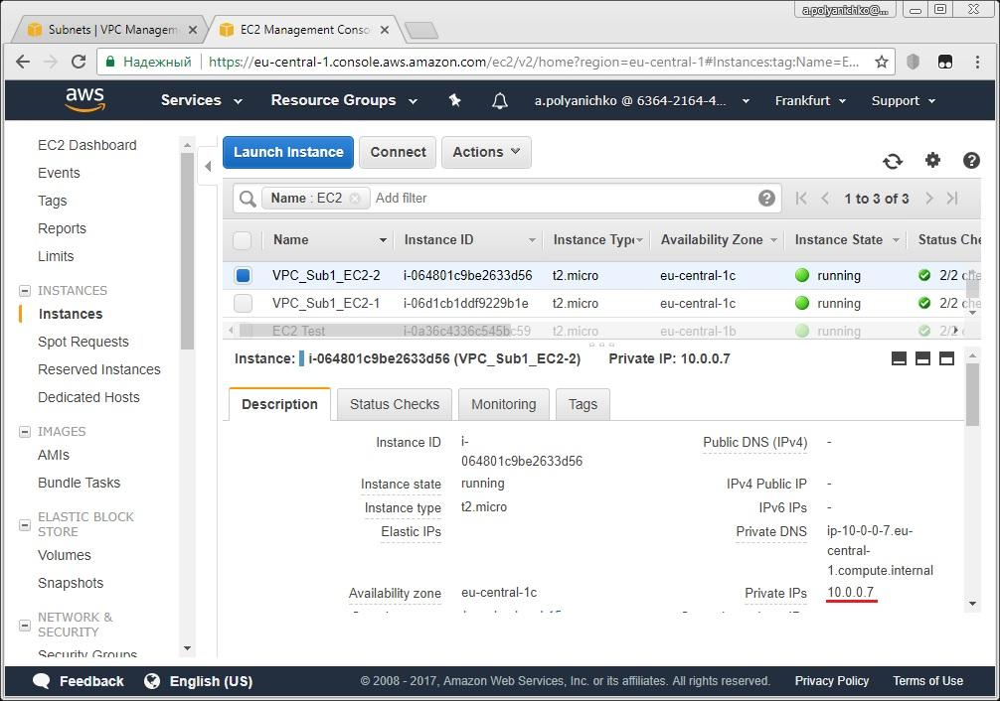 a.polyanichko@...
Subnets | VPC Managem
EC2 Management Conso
Надежный
https://eu-central-1.console.aws.amazon.com/ec2/v2/home?region=eu-central-1#Instances:tag:Name=E...
aws
Services
Resource Groups
a.polyanichko @ 6364-2164-4...
Frankfurt
Support
EC2 Dashboard
Events
Tags
Reports
Limits
INSTANCES
Instances
Spot Requests
Reserved Instances
Dedicated Hosts
IMAGES
AMIs
Bundle Tasks
ELASTIC BLOCK
STORE
Volumes
Snapshots
NETWORK &
SECURITY
Security Groups
Launch Instance
Connect
Actions
Name : EC2
Add filter
1 to 3 of 3
Name Instance ID Instance Type Availability Zone Instance State Status Che
VPC_Sub1_EC2-2 i-064801c9be2633d56 t2.micro eu-central-1c running 2/2 che
VPC_Sub1_EC2-1 i-06d1cb1ddf9229b1e t2.micro eu-central-1c running 2/2 che
EC2 Test i-0a36c4336c545bc59 t2.micro eu-central-1b running 2/2 ch
Instance: i-064801c9be2633d56 (VPC_Sub1_EC2-2) Private IP: 10.0.0.7
Description
Status Checks
Monitoring
Tags
Instance ID i-
064801c9be2633d56
Instance state running
Instance type t2.micro
Elastic IPs
Availability zone eu-central-1c
Public DNS (IPv4) -
IPv4 Public IP -
IPv6 IPs -
Private DNS ip-10-0-0-7.eu-
central-
1.compute.internal
Private IPs 10.0.0.7
Feedback
English (US)
© 2008 - 2017, Amazon Web Services, Inc. or its affiliates. All rights reserved.
Privacy Policy
Terms of Use